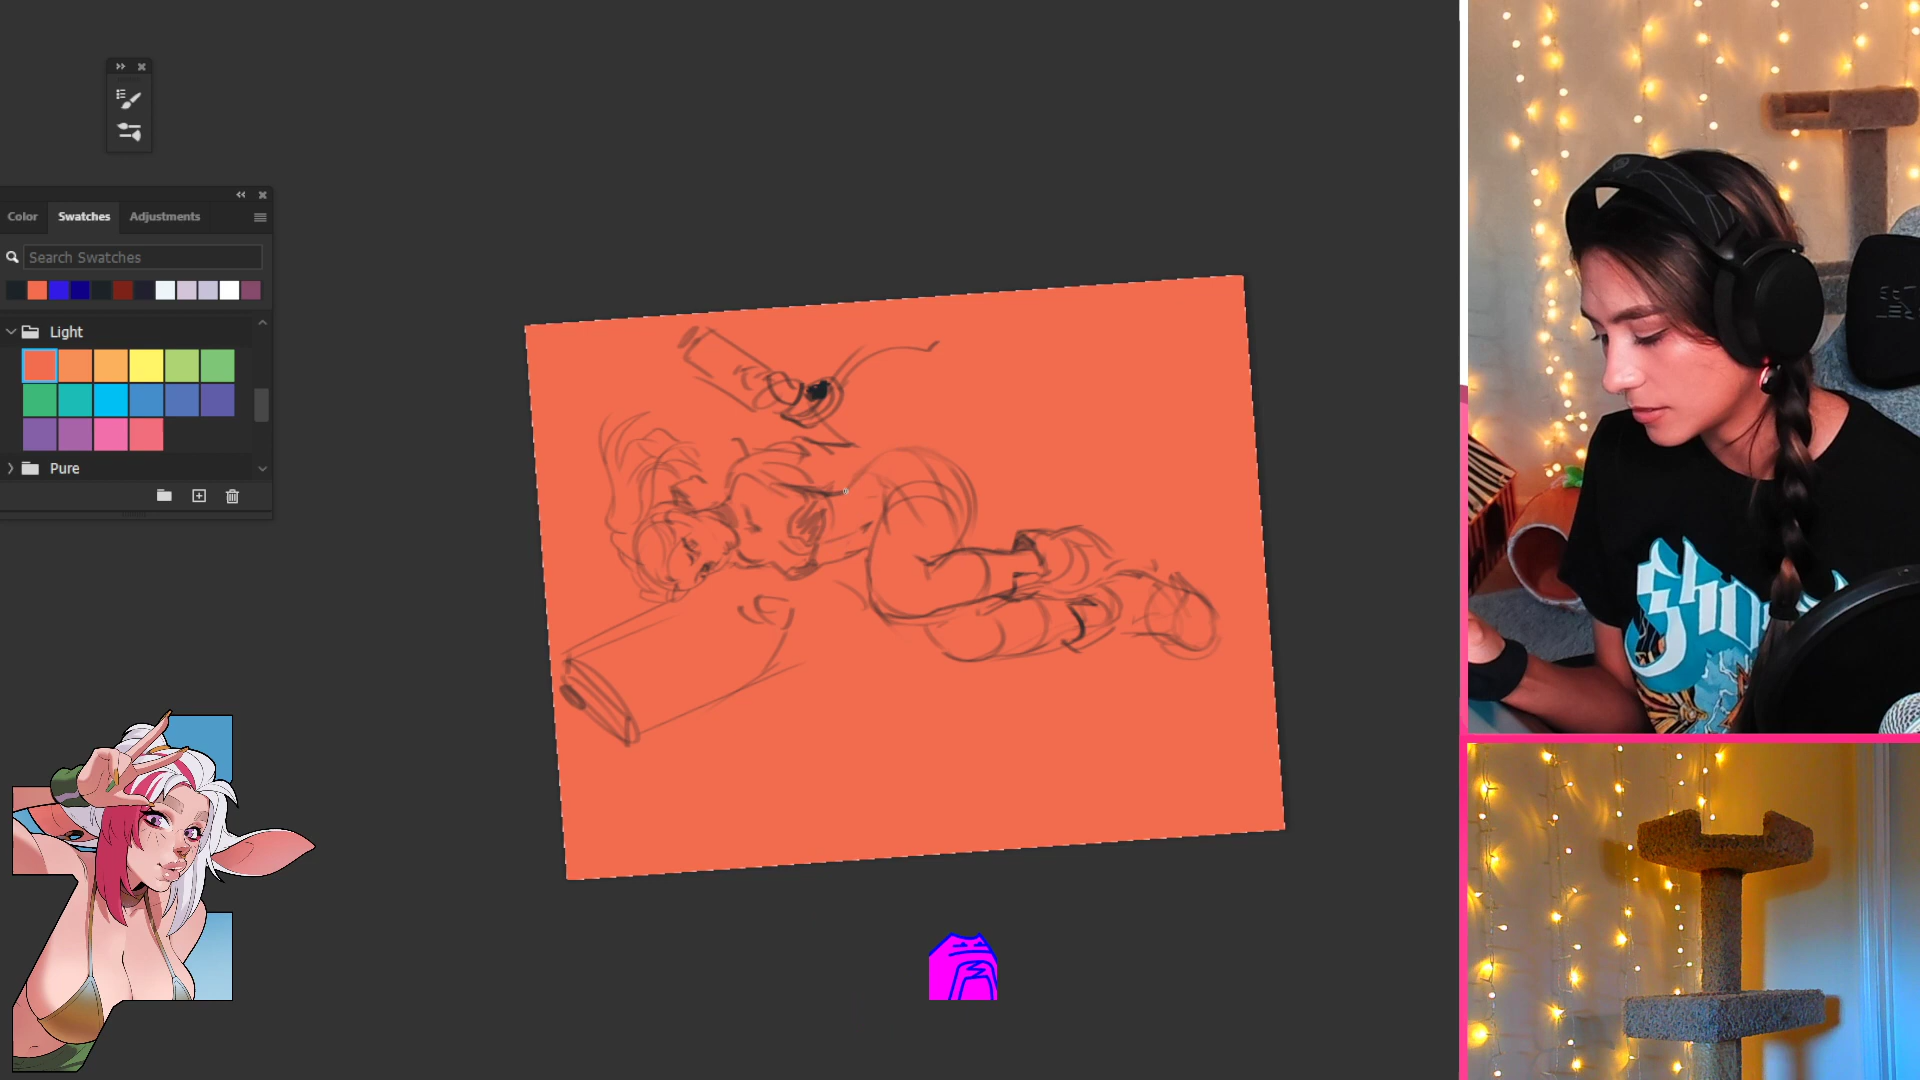 Color
Swatches
Adjustments
Search Swatches
Light
Pure